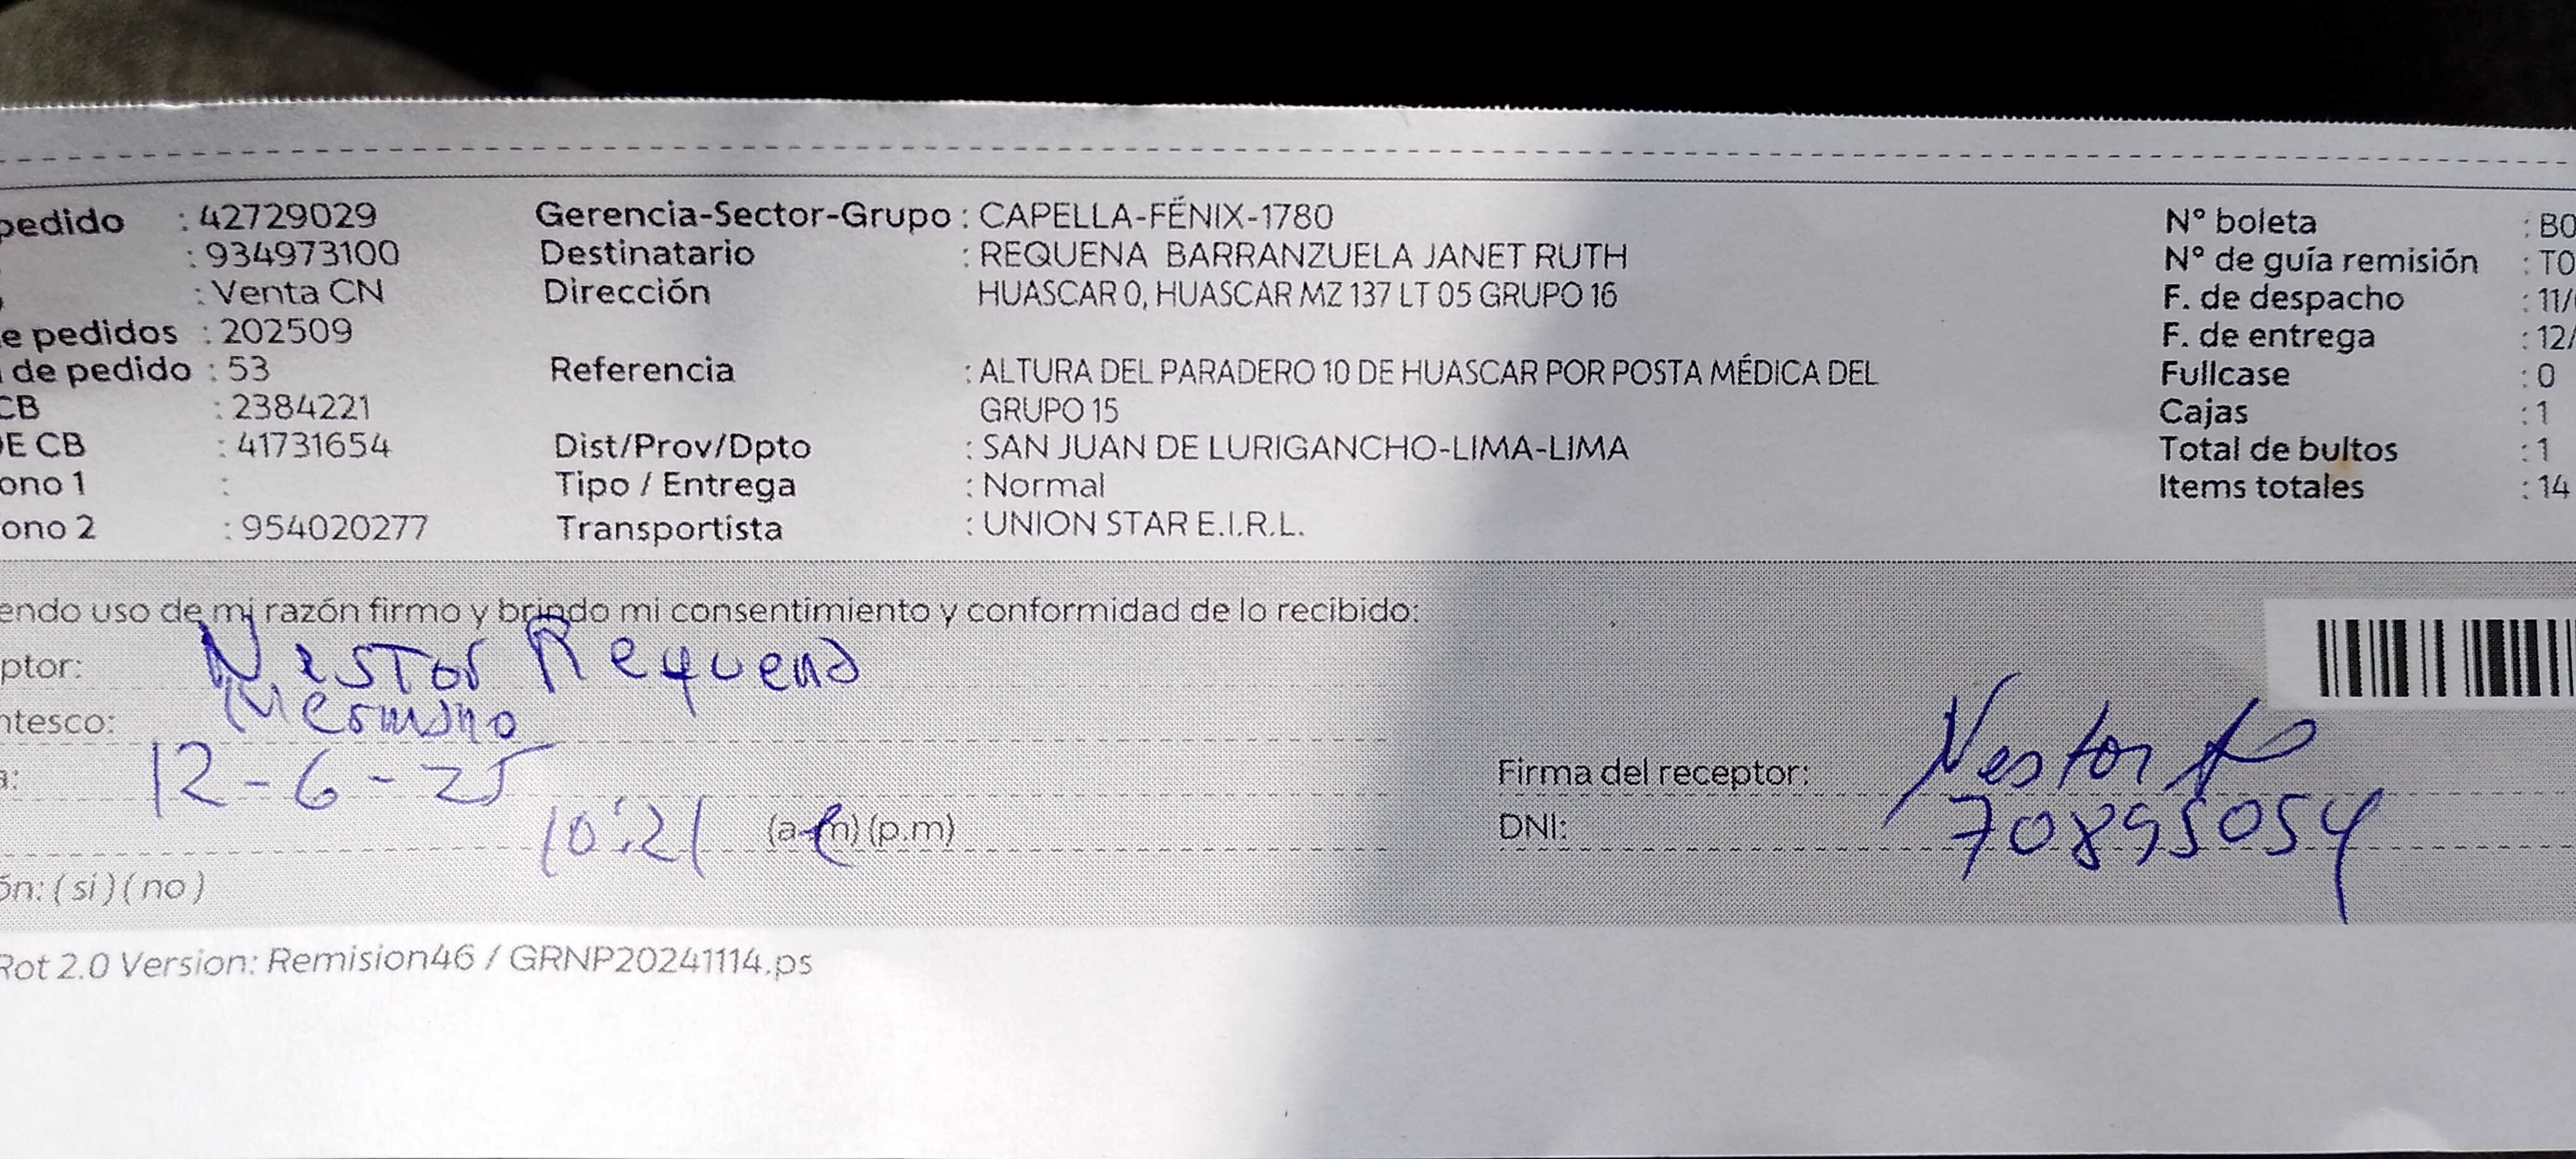 pedido : 42729029 Gerencia-Sector-Grupo : CAPELLA-FÉNIX-1780 N° boleta : B0
: 934973100 Destinatario : REQUENA BARRANZUELA JANET RUTH N° de guía remisión : T0
: Venta CN Dirección HUASCAR 0, HUASCAR MZ 137 LT 05 GRUPO 16 F. de despacho : 11/
e pedidos : 202509 F. de entrega : 12/
de pedido : 53 Referencia : ALTURA DEL PARADERO 10 DE HUASCAR POR POSTA MÉDICA DEL Fullcase : 0
CB : 2384221 GRUPO 15 Cajas : 1
E CB : 41731654 Dist/Prov/Dpto : SAN JUAN DE LURIGANCHO-LIMA-LIMA Total de bultos : 1
ono 1 : Tipo / Entrega : Normal Items totales : 14
ono 2 : 954020277 Transportista : UNION STAR E.I.R.L.
endo uso de mi razón firmo y brindo mi consentimiento y conformidad de lo recibido:
ptor: Nestor Requena
ntesco: Hermano
a: 12-6-25 Firma del receptor: Nestor R
10:21 (a.m) (p.m) DNI: 70895054
ón: ( si ) ( no )
Rot 2.0 Version: Remision46 / GRNP20241114.ps